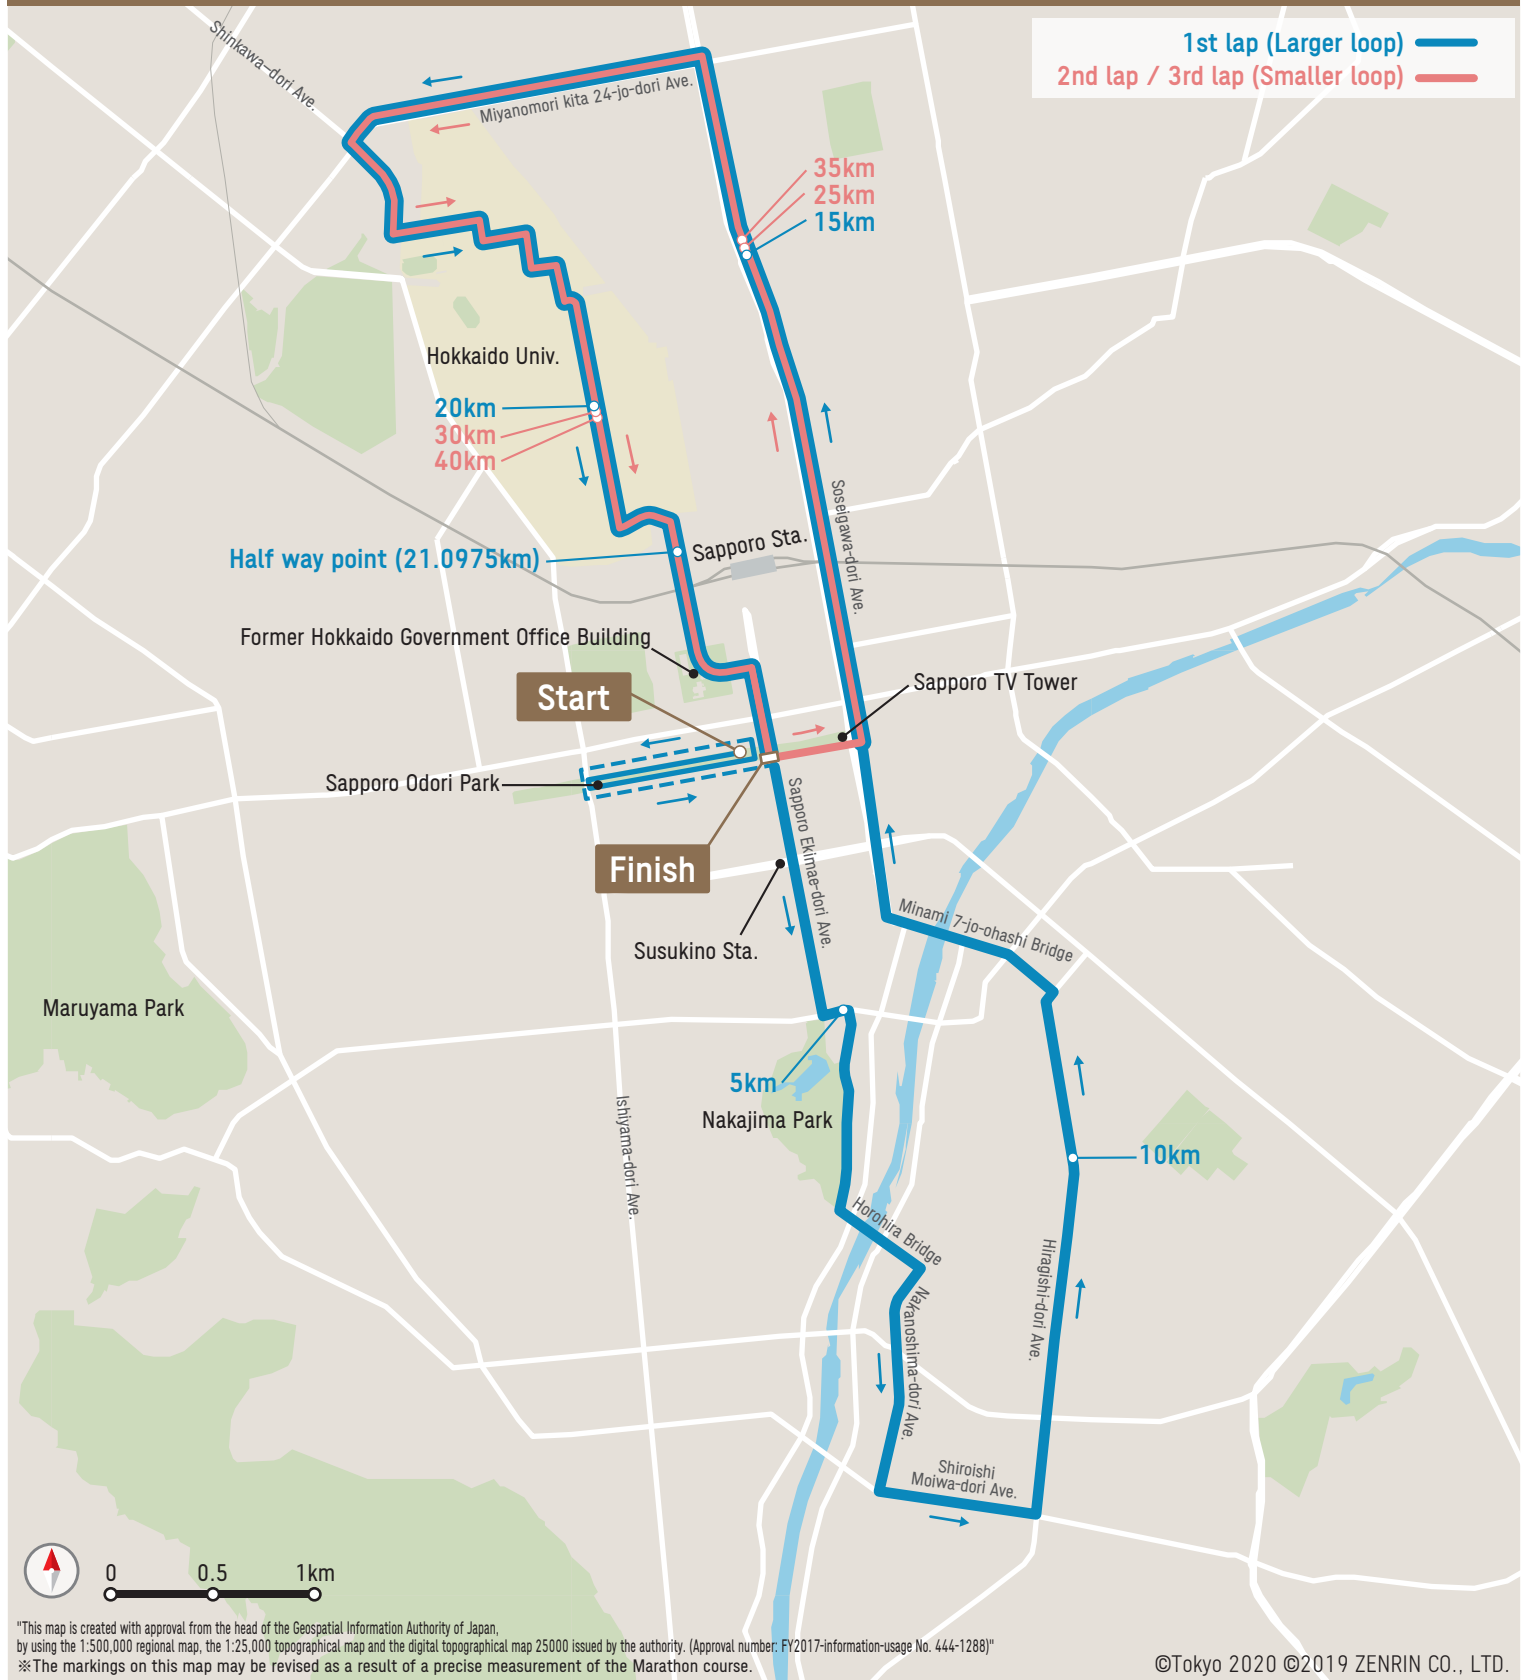 1st lap (Larger loop)
2nd lap / 3rd lap (Smaller loop)
Shinkawa-dori Ave.
Miyanomori kita 24-jo-dori Ave.
35km
25km
15km
Hokkaido Univ.
20km
30km
40km
Soseigawa-dori Ave.
Sapporo Sta.
Half way point (21.0975km)
Former Hokkaido Government Office Building
Start
Sapporo TV Tower
Sapporo Odori Park
Sapporo Ekimae-dori Ave.
Finish
Minami 7-jo-ohashi Bridge
Susukino Sta.
Maruyama Park
5km
Nakajima Park
Ishiyama-dori Ave.
10km
Horohira Bridge
Nakanoshima-dori Ave.
Hiragishi-dori Ave.
Shiroishi
Moiwa-dori Ave.
0 0.5 1km
"This map is created with approval from the head of the Geospatial Information Authority of Japan,
by using the 1:500,000 regional map, the 1:25,000 topographical map and the digital topographical map 25000 issued by the authority. (Approval number: FY2017-information-usage No. 444-1288)"
※The markings on this map may be revised as a result of a precise measurement of the Marathon course.
©Tokyo 2020 ©2019 ZENRIN CO., LTD.